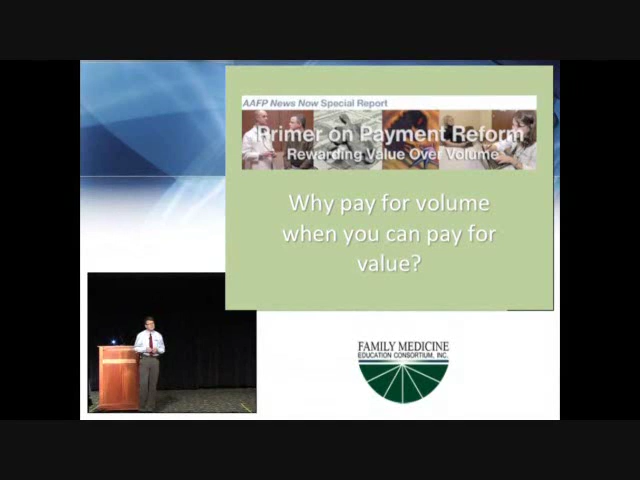 AAFP News Now Special Report
Primer on Payment Reform
Rewarding Value Over Volume
Why pay for volume
when you can pay for
value?
FAMILY MEDICINE
EDUCATION CONSORTIUM, INC.